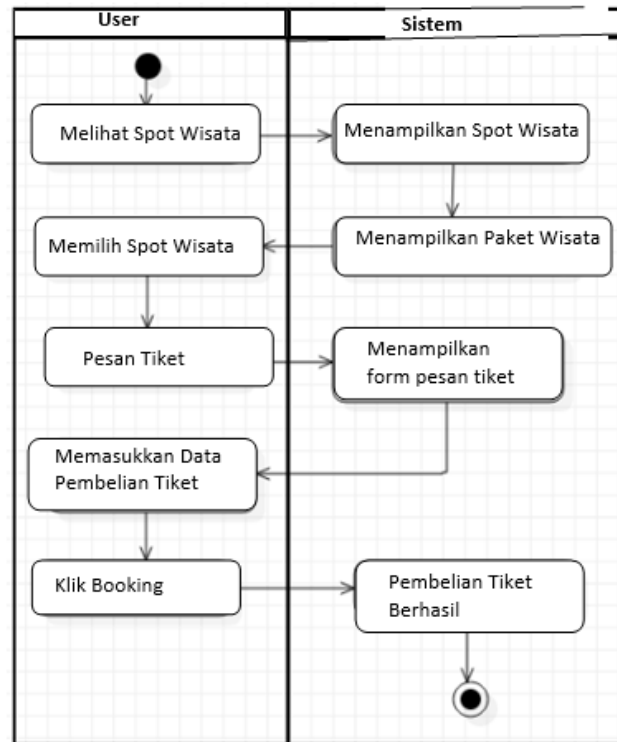 User
Sistem
Melihat Spot Wisata
Menampilkan Spot Wisata
Menampilkan Paket Wisata
Memilih Spot Wisata
Pesan Tiket
Menampilkan
form pesan tiket
Memasukkan Data
Pembelian Tiket
Klik Booking
Pembelian Tiket
Berhasil